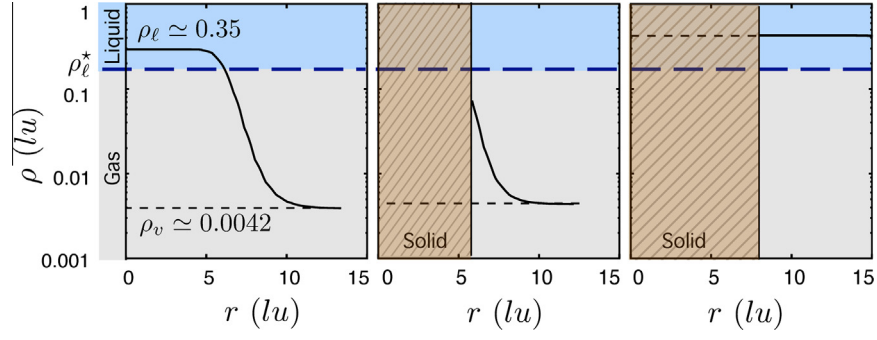 1
0.1
0.01
0.001
ρ (lu)
ρ_ℓ^⋆
Liquid
Gas
ρ_ℓ ≃ 0.35
ρ_v ≃ 0.0042
0 5 10 15
r (lu)
Solid
0 5 10 15
r (lu)
Solid
0 5 10 15
r (lu)